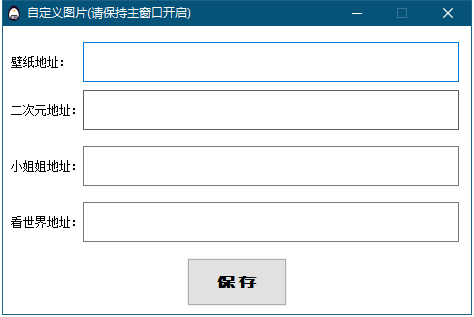 自定义图片(请保持主窗口开启)
壁纸地址：
二次元地址：
小姐姐地址：
看世界地址：
保存